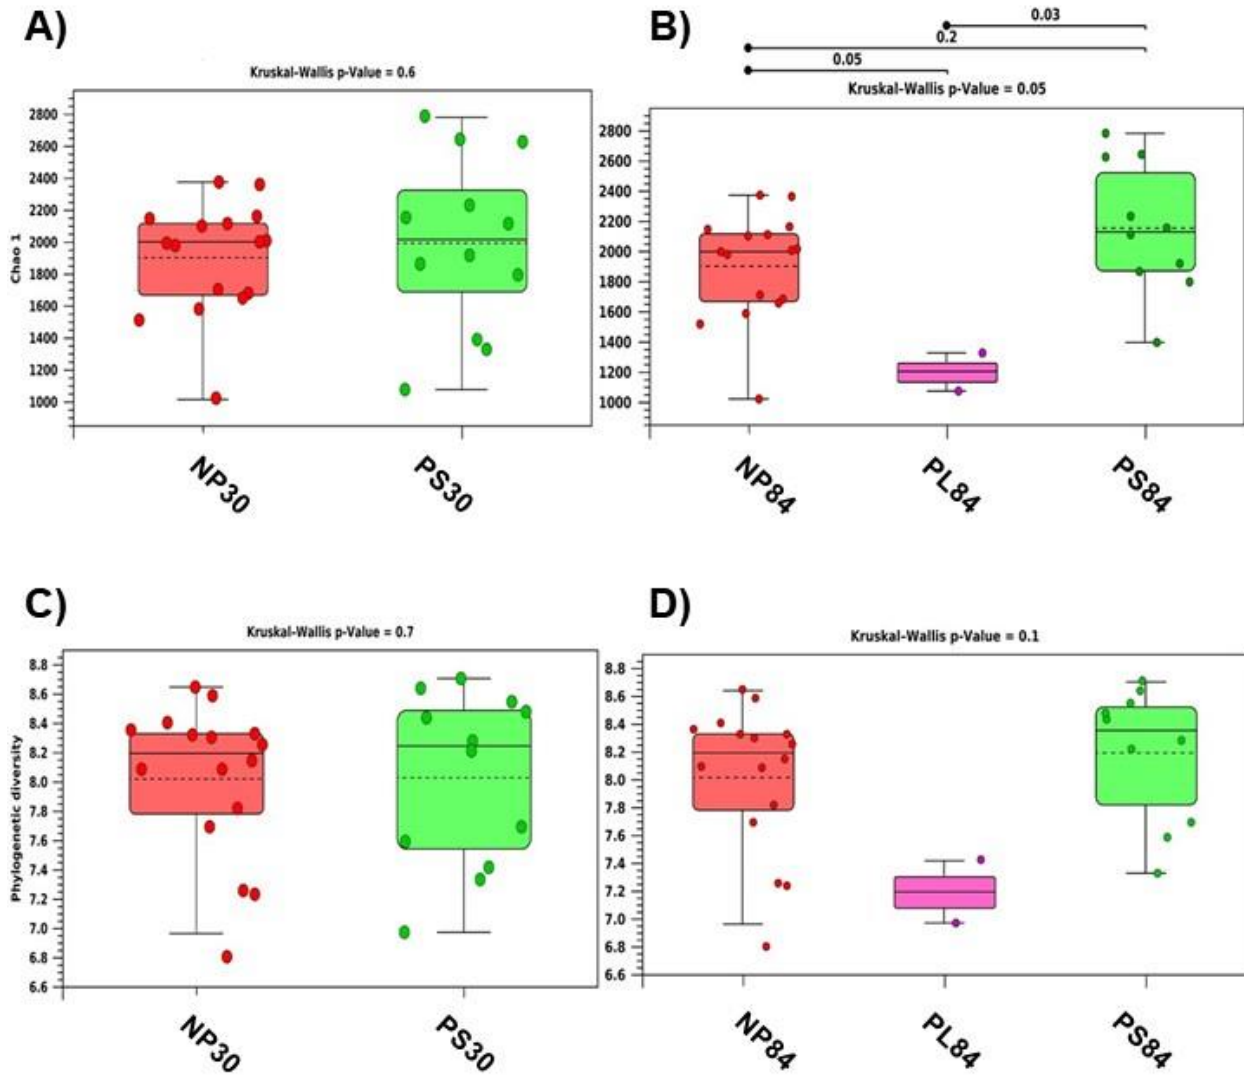 A)
Kruskal-Wallis p-Value = 0.6
Chao 1
2800
2600
2400
2200
2000
1800
1600
1400
1200
1000
NP30
PS30
B)
0.03
0.2
0.05
Kruskal-Wallis p-Value = 0.05
2800
2600
2400
2200
2000
1800
1600
1400
1200
1000
NP84
PL84
PS84
C)
Kruskal-Wallis p-Value = 0.7
Phylogenetic diversity
8.8
8.6
8.4
8.2
8.0
7.8
7.6
7.4
7.2
7.0
6.8
6.6
NP30
PS30
D)
Kruskal-Wallis p-Value = 0.1
8.8
8.6
8.4
8.2
8.0
7.8
7.6
7.4
7.2
7.0
6.8
6.6
NP84
PL84
PS84